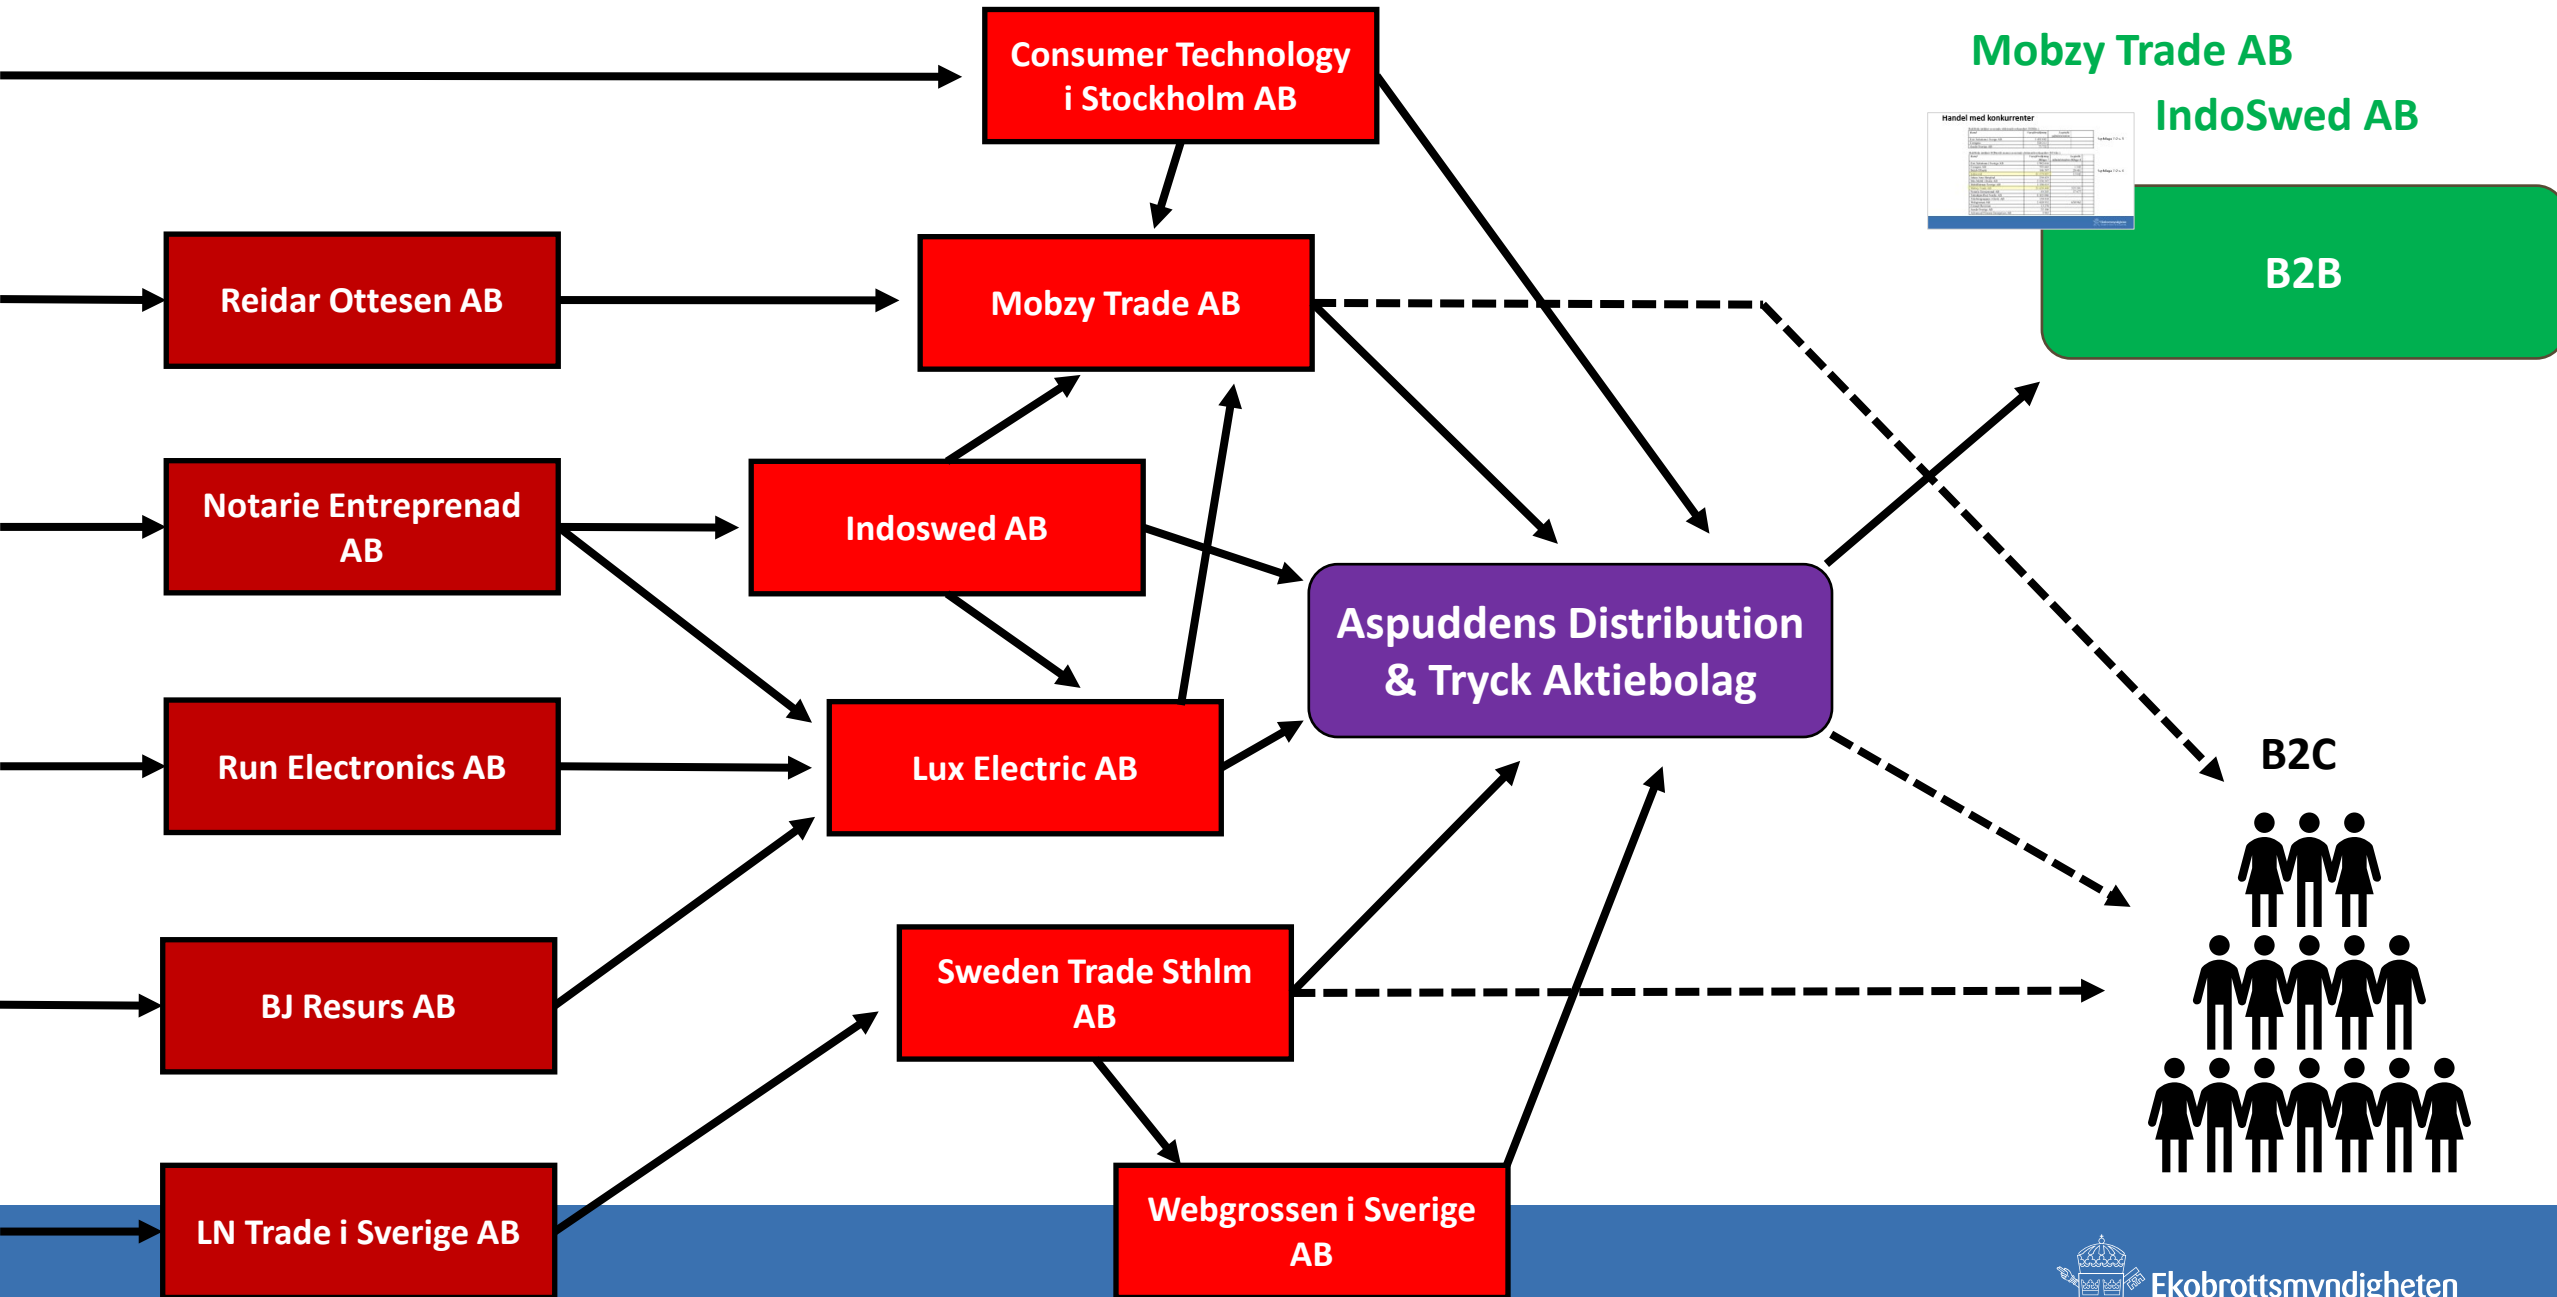 Consumer Technology
i Stockholm AB
Mobzy Trade AB
IndoSwed AB
Handel med konkurrenter
B2B
Reidar Ottesen AB
Mobzy Trade AB
Notarie Entreprenad
AB
Indoswed AB
Aspuddens Distribution
& Tryck Aktiebolag
Run Electronics AB
Lux Electric AB
B2C
BJ Resurs AB
Sweden Trade Sthlm
AB
LN Trade i Sverige AB
Webgrossen i Sverige
AB
Ekobrottsmyndigheten